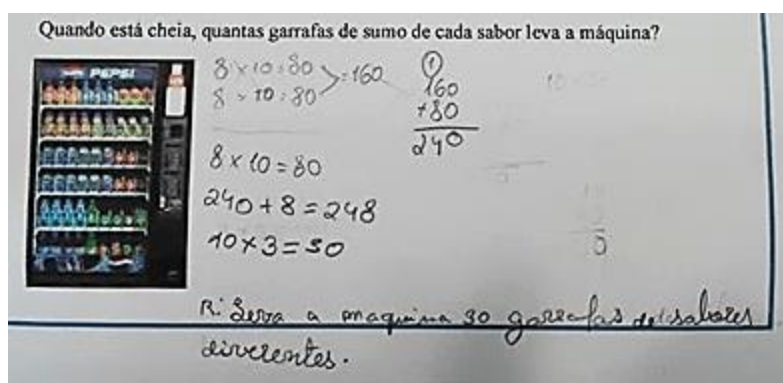 Quando está cheia, quantas garrafas de sumo de cada sabor leva a máquina?
PEPSI
8 × 10 = 80
8 × 10 = 80
= 160
1
160
+80
240
8 × 10 = 80
240 + 8 = 248
10 × 3 = 30
R: Serva a maquina 30 garrafas de sabores
diverentes.